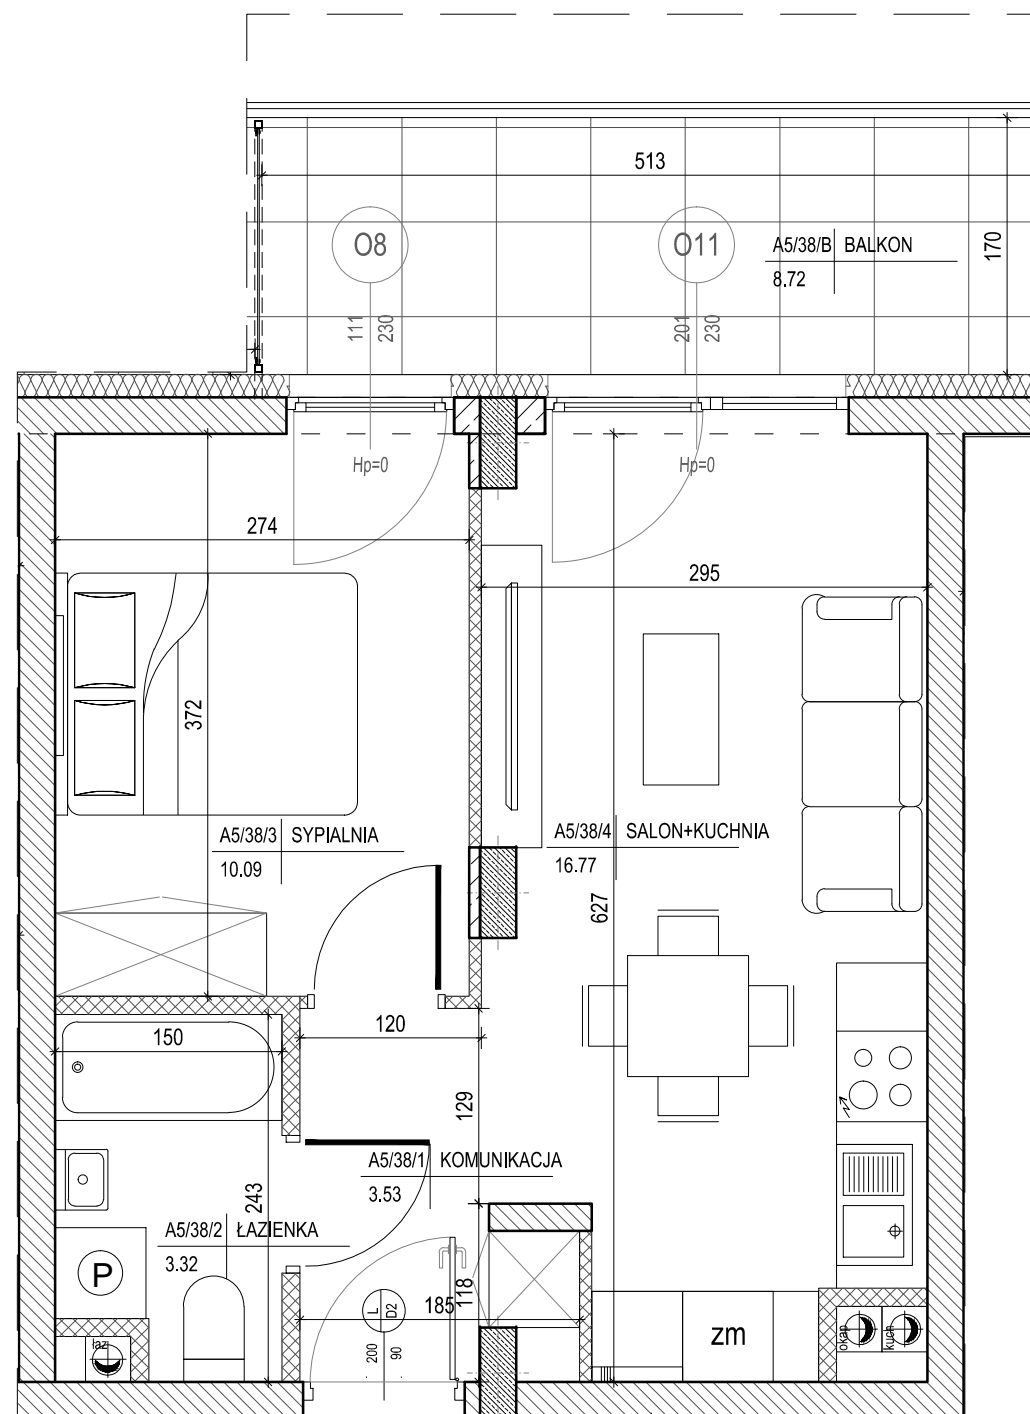 513
O8
O11
A5/38/B BALKON
8.72
170
111
230
201
230
Hp=0
Hp=0
274
295
372
A5/38/3 SYPIALNIA
10.09
A5/38/4 SALON+KUCHNIA
16.77
627
150
120
129
A5/38/1 KOMUNIKACJA
3.53
243
A5/38/2 ŁAZIENKA
3.32
P
118
185
L
D2
200
90
zm
łaz
okap
kuch